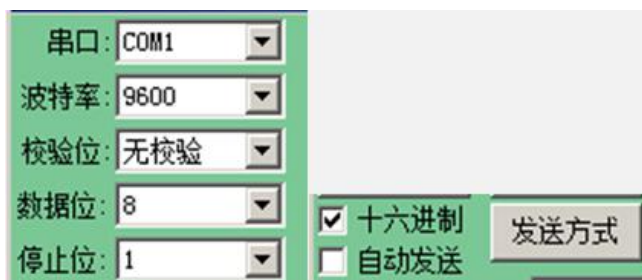 串口: COM1
波特率: 9600
校验位: 无校验
数据位: 8
停止位: 1
十六进制
自动发送
发送方式